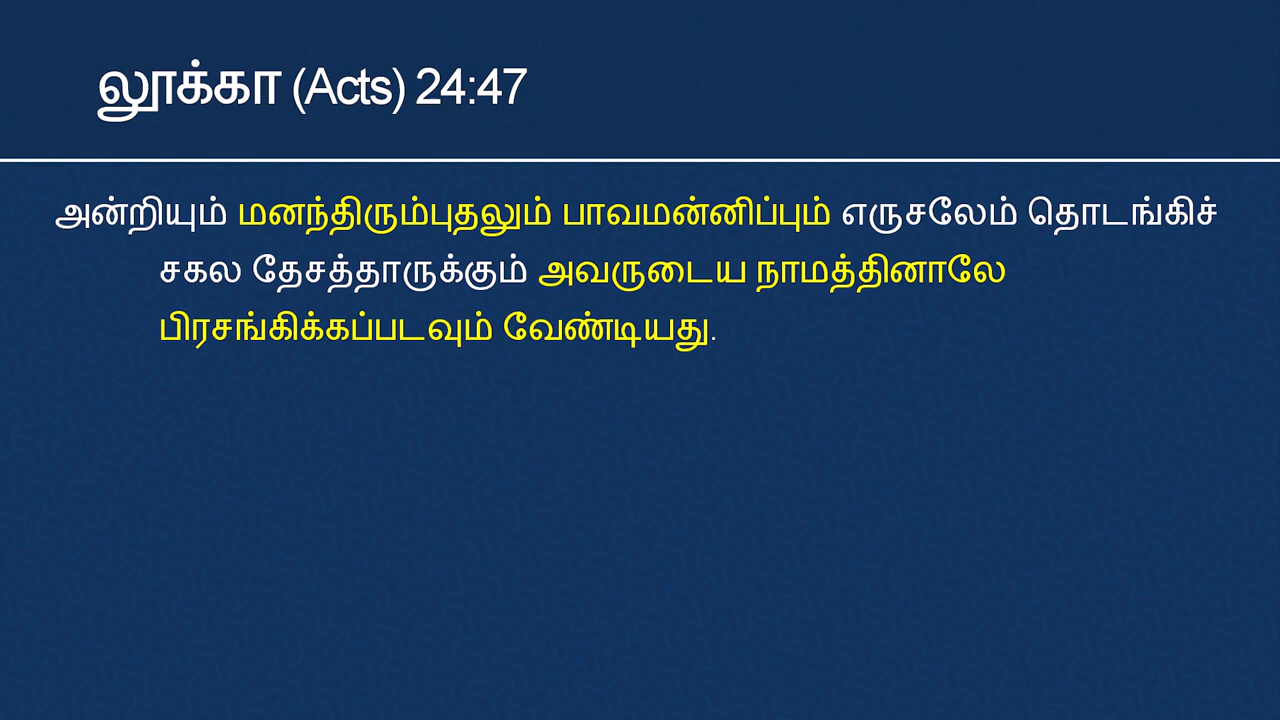 லூக்கா (Acts) 24:47
அன்றியும் மனந்திரும்புதலும் பாவமன்னிப்பும் எருசலேம் தொடங்கிச்
சகல தேசத்தாருக்கும் அவருடைய நாமத்தினாலே
பிரசங்கிக்கப்படவும் வேண்டியது.